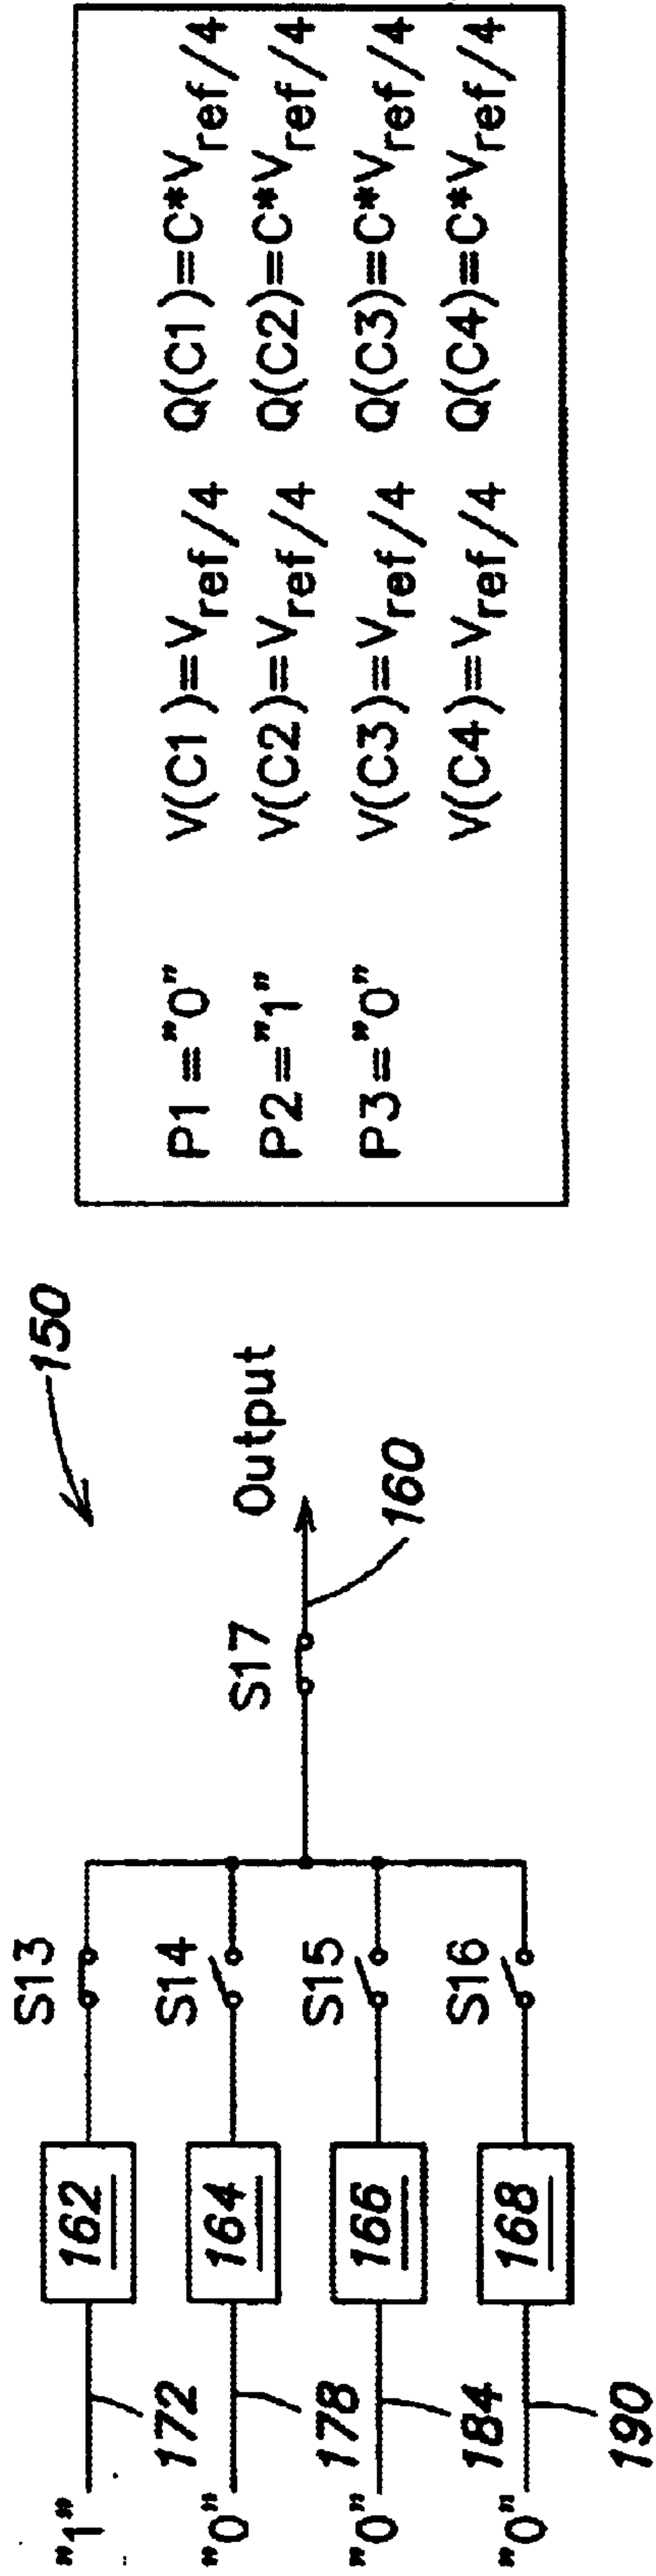 "1"
172
162
S13
"0"
178
164
S14
"0"
184
166
S15
"0"
190
168
S16
S17
Output
160
150
P1="0" V(C1)=Vref/4 Q(C1)=C*Vref/4
P2="1" V(C2)=Vref/4 Q(C2)=C*Vref/4
P3="0" V(C3)=Vref/4 Q(C3)=C*Vref/4
V(C4)=Vref/4 Q(C4)=C*Vref/4